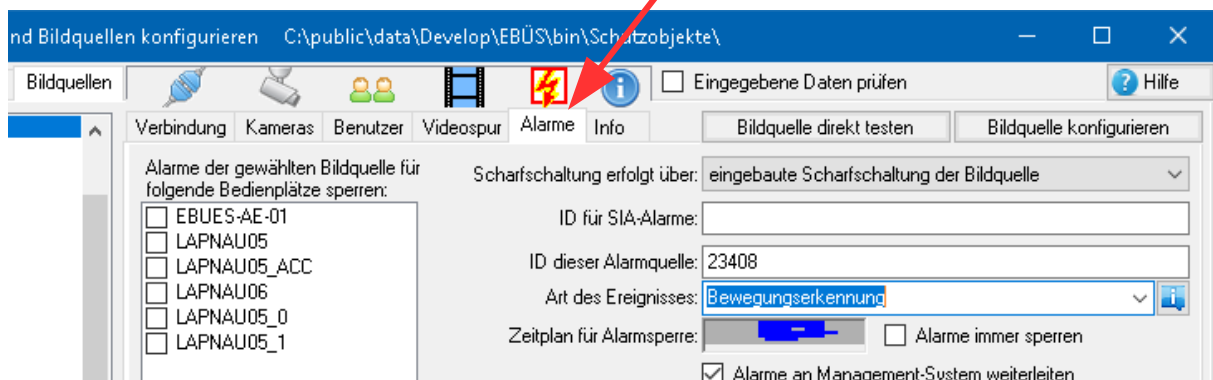 nd Bildquellen konfigurieren C:\public\data\Develop\EBÜS\bin\Schutzobjekte\
Bildquellen
Eingegebene Daten prüfen
Hilfe
Verbindung Kameras Benutzer Videospur Alarme Info
Bildquelle direkt testen
Bildquelle konfigurieren
Alarme der gewählten Bildquelle für
folgende Bedienplätze sperren:
EBUES-AE-01
LAPNAU05
LAPNAU05_ACC
LAPNAU06
LAPNAU05_0
LAPNAU05_1
Scharfschaltung erfolgt über: eingebaute Scharfschaltung der Bildquelle
ID für SIA-Alarme:
ID dieser Alarmquelle: 23408
Art des Ereignisses: Bewegungserkennung
Zeitplan für Alarmsperre: Alarme immer sperren
Alarme an Management-System weiterleiten